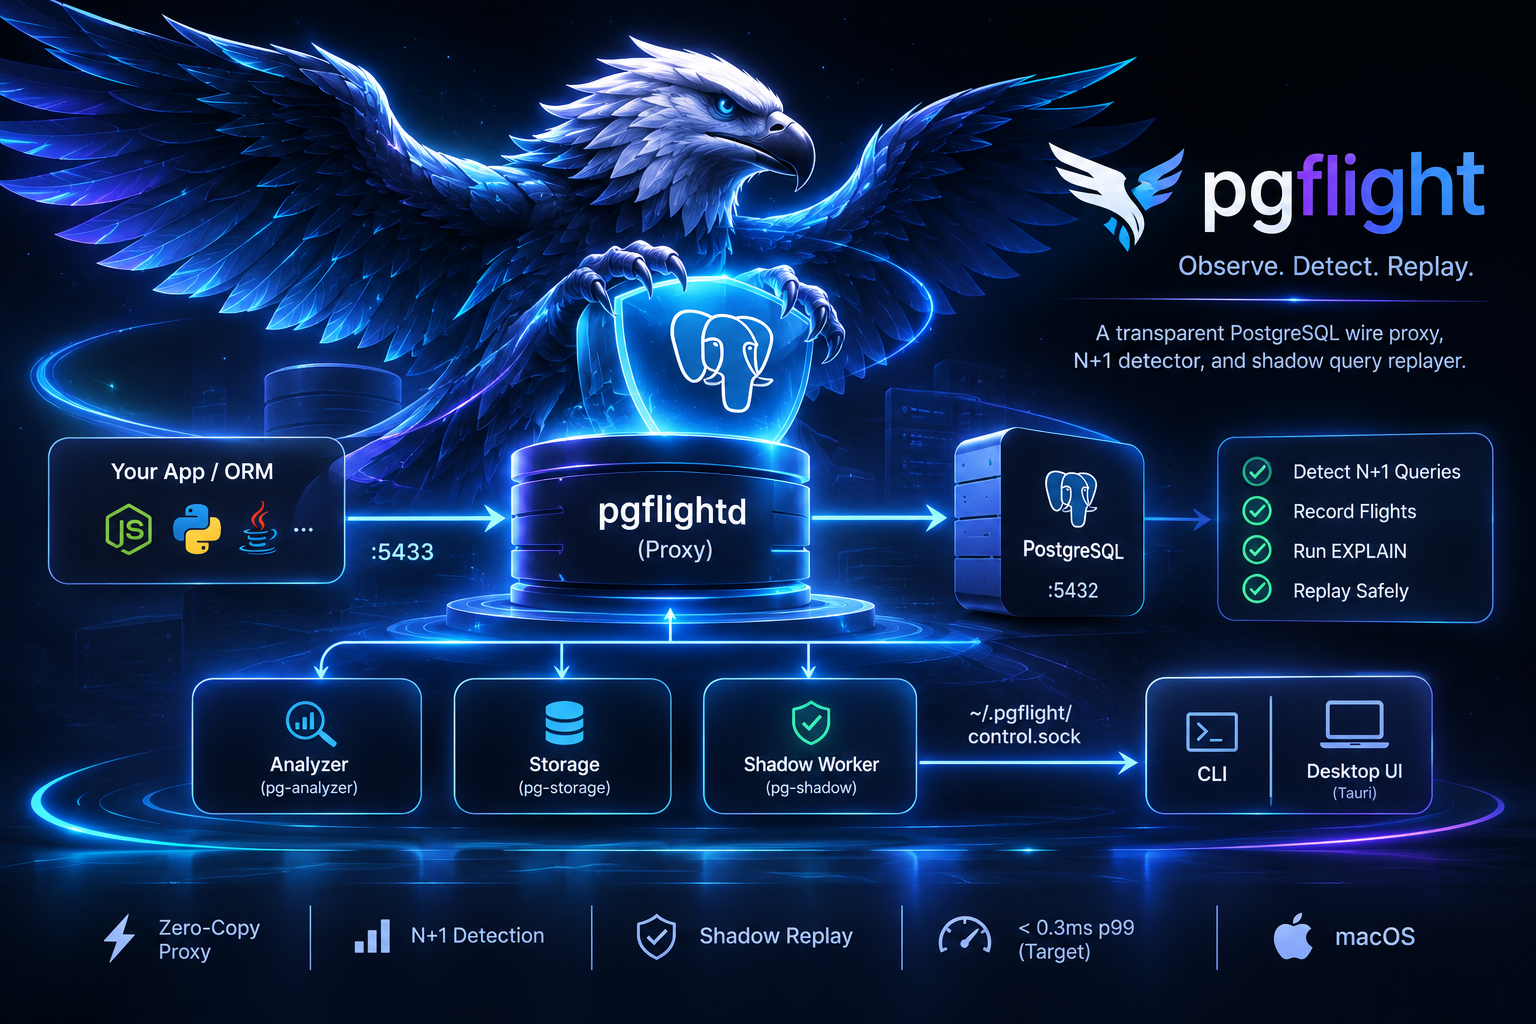 pgflight
Observe. Detect. Replay.
A transparent PostgreSQL wire proxy,
N+1 detector, and shadow query replayer.
Your App / ORM
JS
...
:5433
pgflightd
(Proxy)
PostgreSQL
:5432
Detect N+1 Queries
Record Flights
Run EXPLAIN
Replay Safely
Analyzer
(pg-analyzer)
Storage
(pg-storage)
Shadow Worker
(pg-shadow)
~/.pgflight/
control.sock
CLI
Desktop UI
(Tauri)
Zero-Copy
Proxy
N+1 Detection
Shadow Replay
< 0.3ms p99
(Target)
macOS